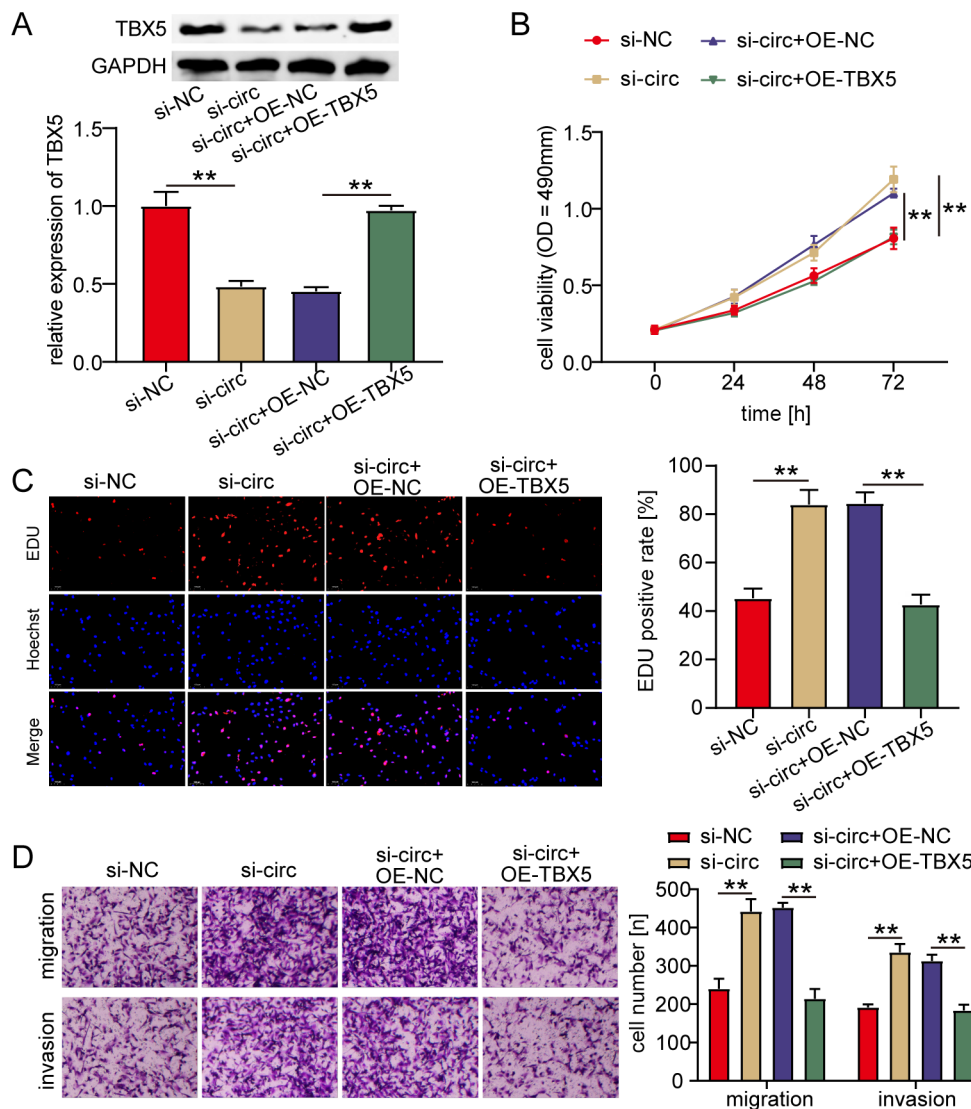 A
TBX5
GAPDH
si-NC
si-circ
si-circ+OE-NC
si-circ+OE-TBX5
relative expression of TBX5
1.5
1.0
0.5
0.0
**
**
si-NC
si-circ
si-circ+OE-NC
si-circ+OE-TBX5
B
si-NC
si-circ+OE-NC
si-circ
si-circ+OE-TBX5
cell viability (OD = 490mm)
1.5
1.0
0.5
0.0
**
**
0 24 48 72
time [h]
C
si-NC
si-circ
si-circ+
OE-NC
si-circ+
OE-TBX5
EDU
Hoechst
Merge
EDU positive rate [%]
100
80
60
40
20
0
**
**
si-NC
si-circ
si-circ+OE-NC
si-circ+OE-TBX5
D
si-NC
si-circ
si-circ+
OE-NC
si-circ+
OE-TBX5
migration
invasion
si-NC
si-circ+OE-NC
si-circ
si-circ+OE-TBX5
cell number [n]
500
400
300
200
100
0
**
**
**
**
migration
invasion